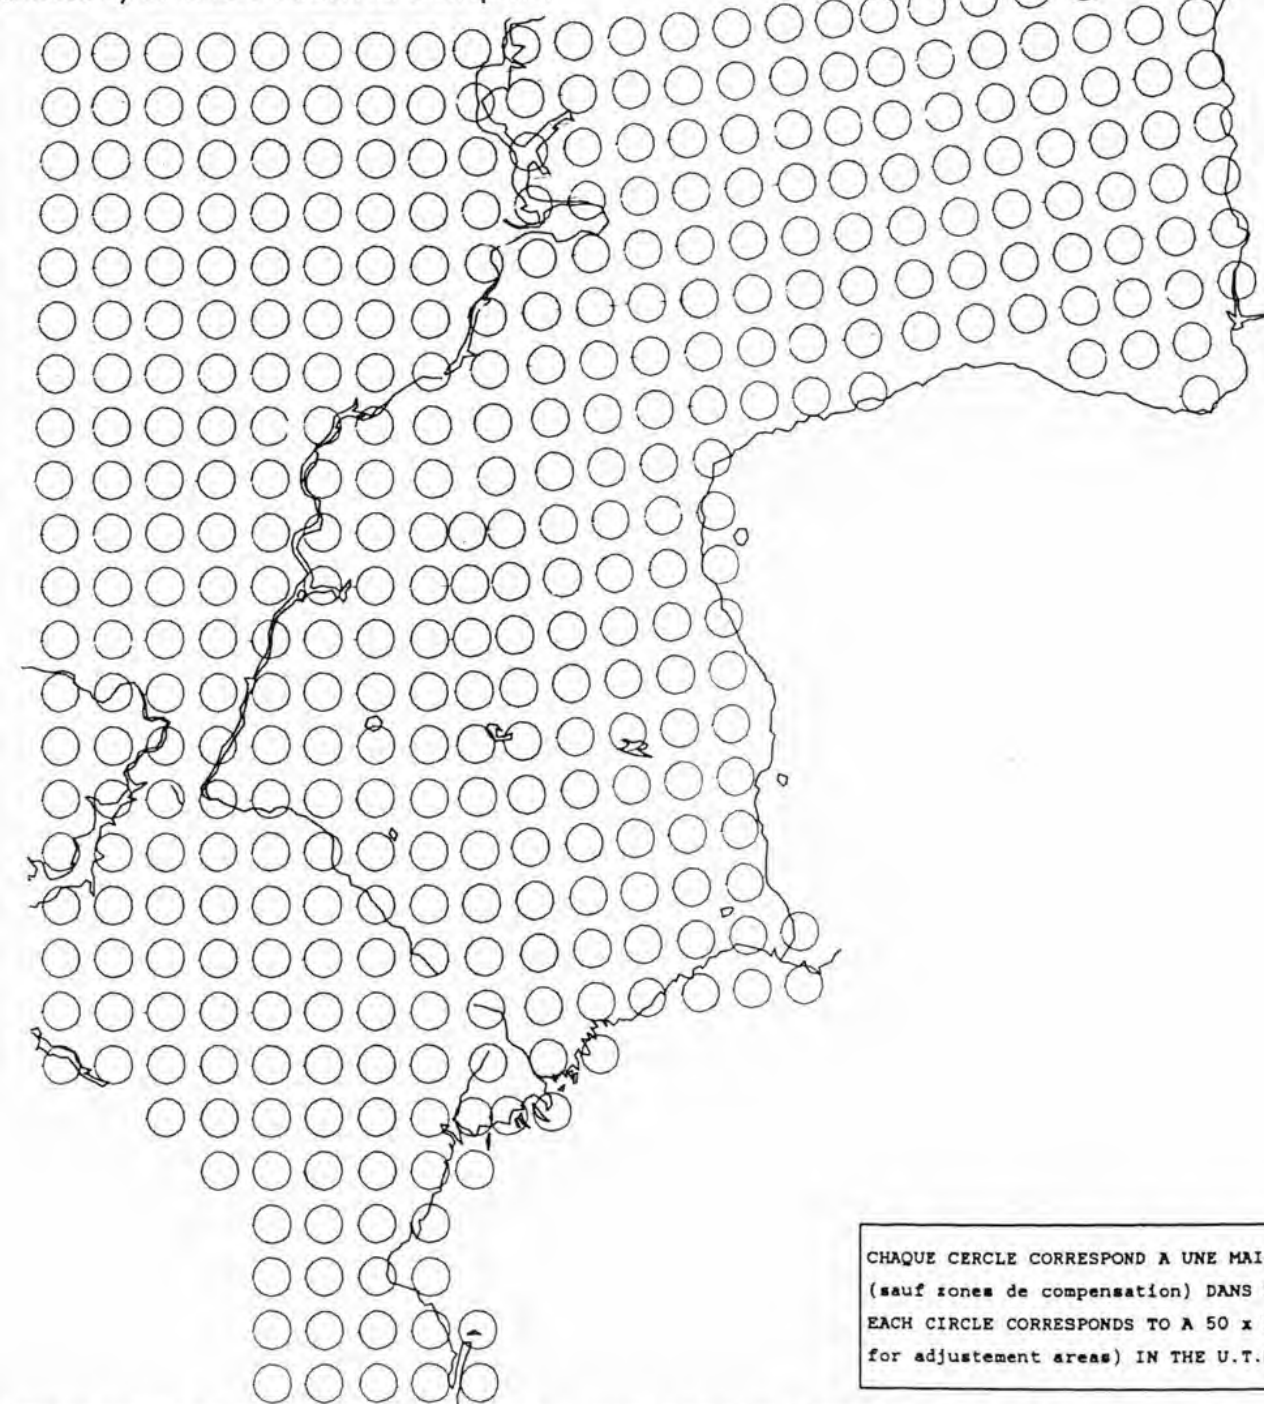 CHAQUE CERCLE CORRESPOND A UNE MAI
(sauf zones de compensation) DANS
EACH CIRCLE CORRESPONDS TO A 50 x
for adjustement areas) IN THE U.T.